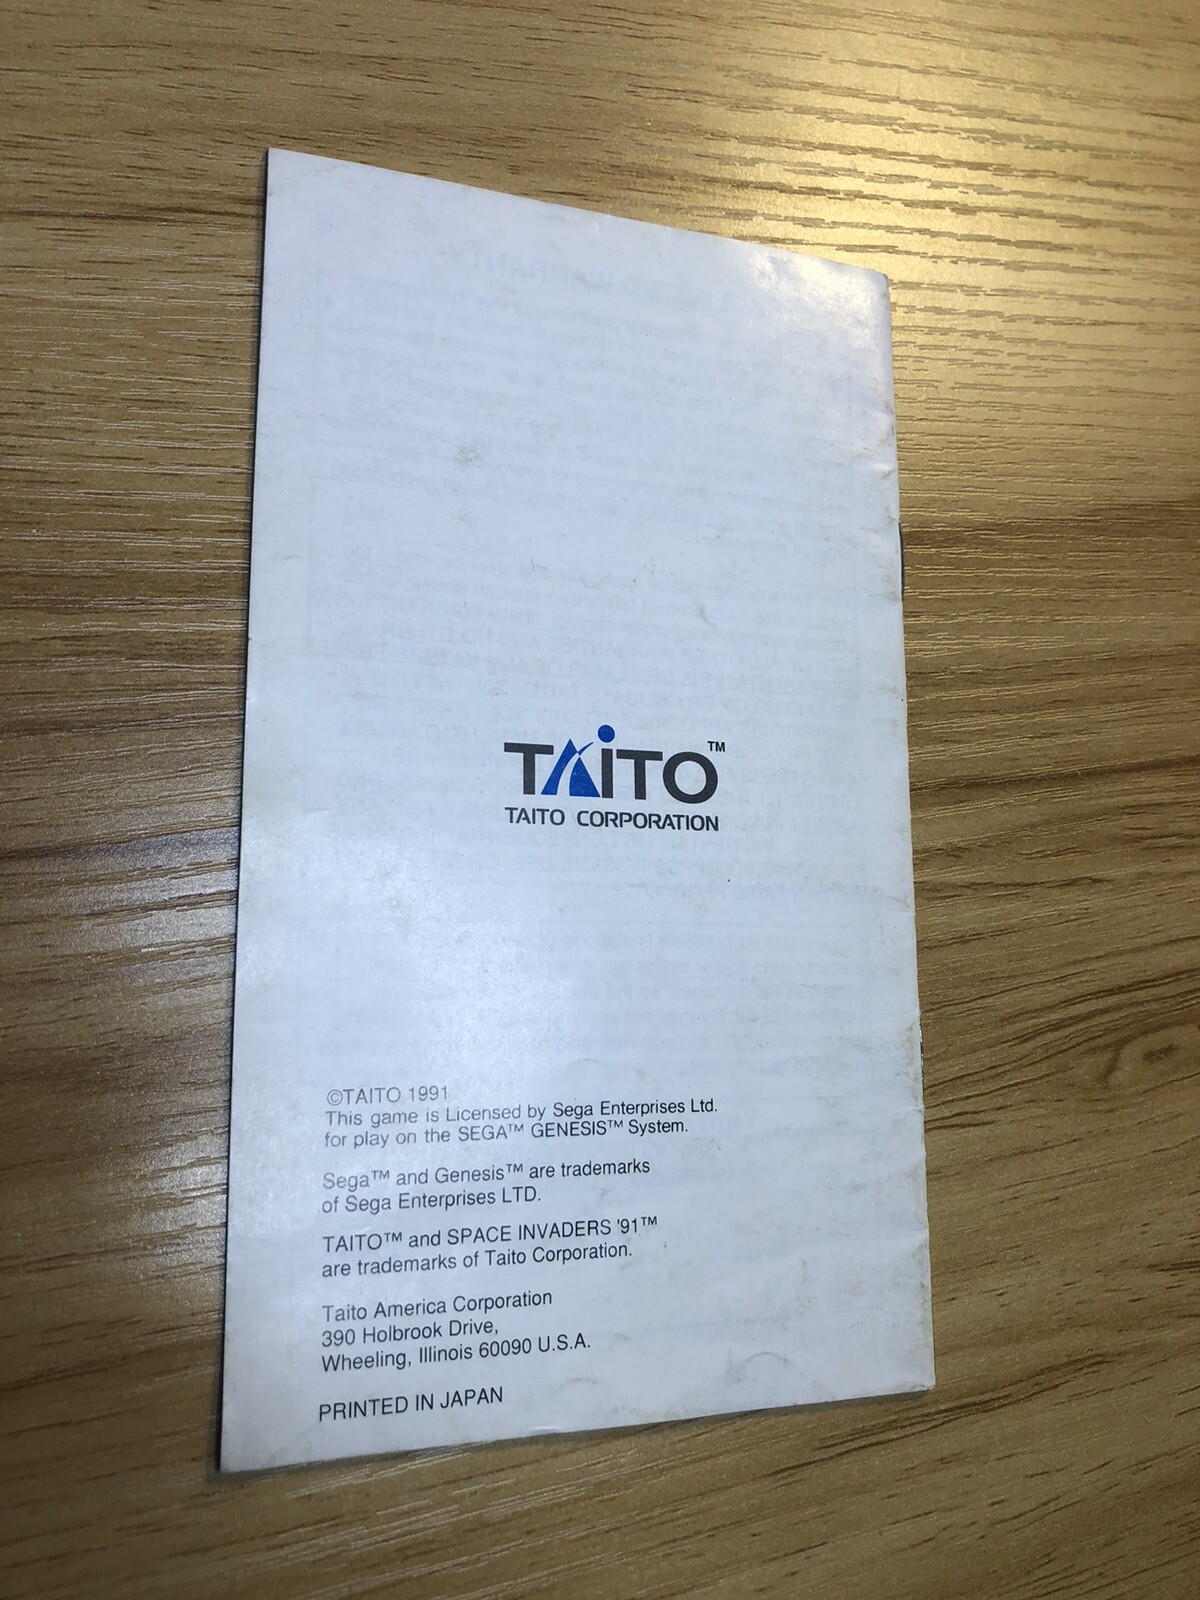 TAITO™
TAITO CORPORATION
©TAITO 1991
This game is Licensed by Sega Enterprises Ltd.
for play on the SEGA™ GENESIS™ System.
Sega™ and Genesis™ are trademarks
of Sega Enterprises LTD.
TAITO™ and SPACE INVADERS '91™
are trademarks of Taito Corporation.
Taito America Corporation
390 Holbrook Drive,
Wheeling, Illinois 60090 U.S.A.
PRINTED IN JAPAN